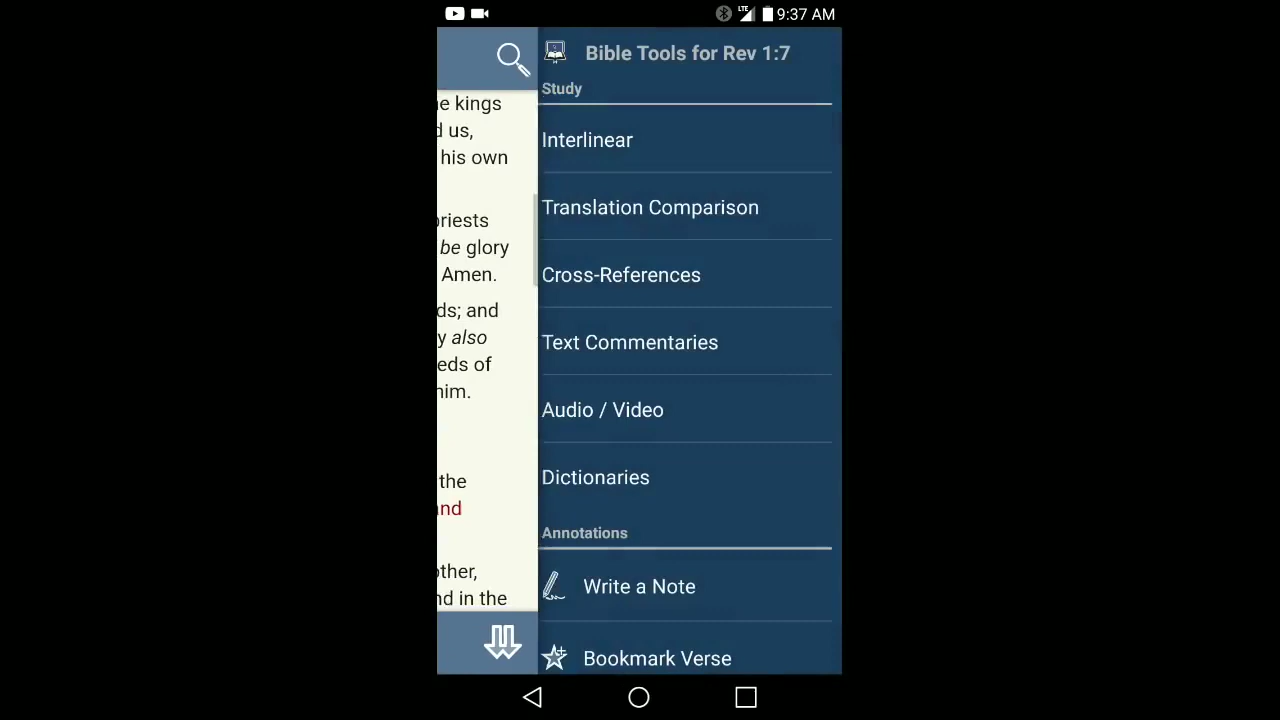 LTE 9:37 AM
Bible Tools for Rev 1:7
Study
Interlinear
Translation Comparison
Cross-References
Text Commentaries
Audio / Video
Dictionaries
Annotations
Write a Note
Bookmark Verse
e kings
d us,
his own
priests
be glory
Amen.
ds; and
y also
eds of
him.
the
and
other,
nd in the